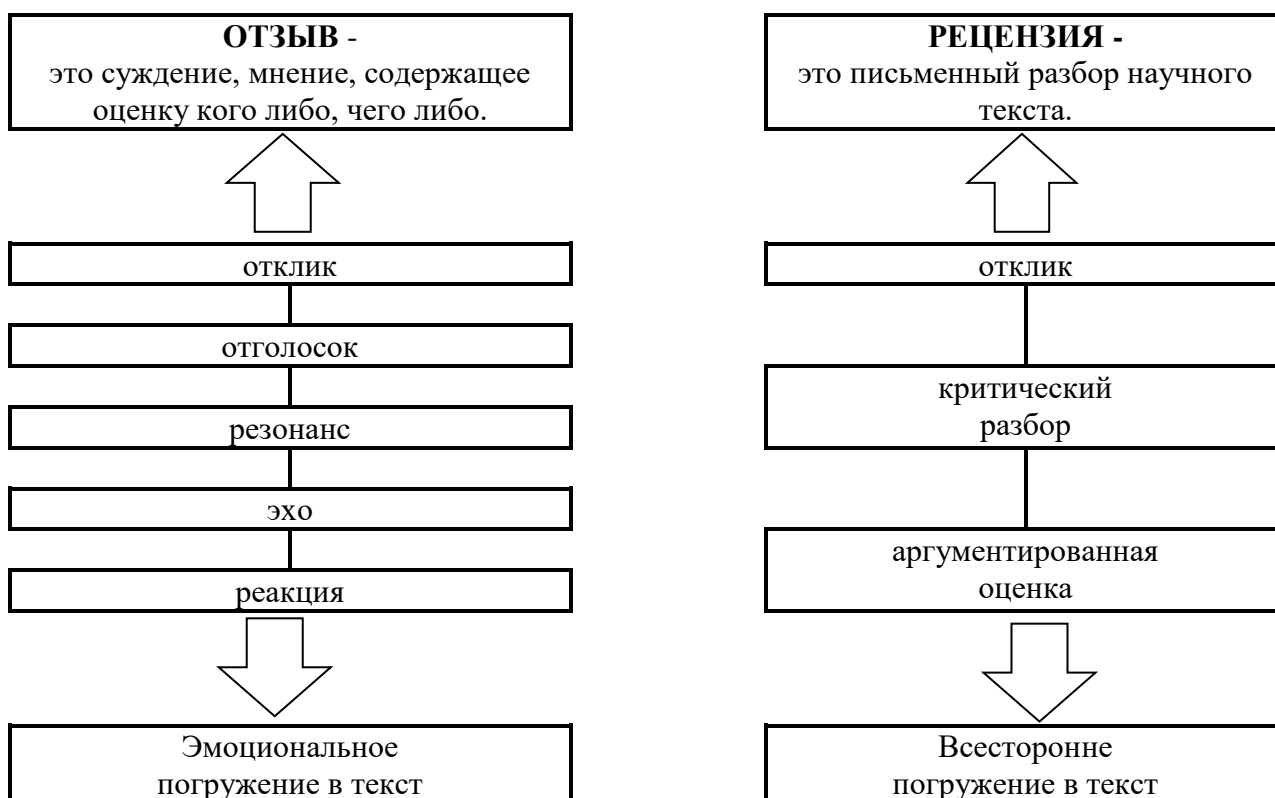 ОТЗЫВ -
это суждение, мнение, содержащее
оценку кого либо, чего либо.
отклик
отголосок
резонанс
эхо
реакция
Эмоциональное
погружение в текст
РЕЦЕНЗИЯ -
это письменный разбор научного
текста.
отклик
критический
разбор
аргументированная
оценка
Всесторонне
погружение в текст